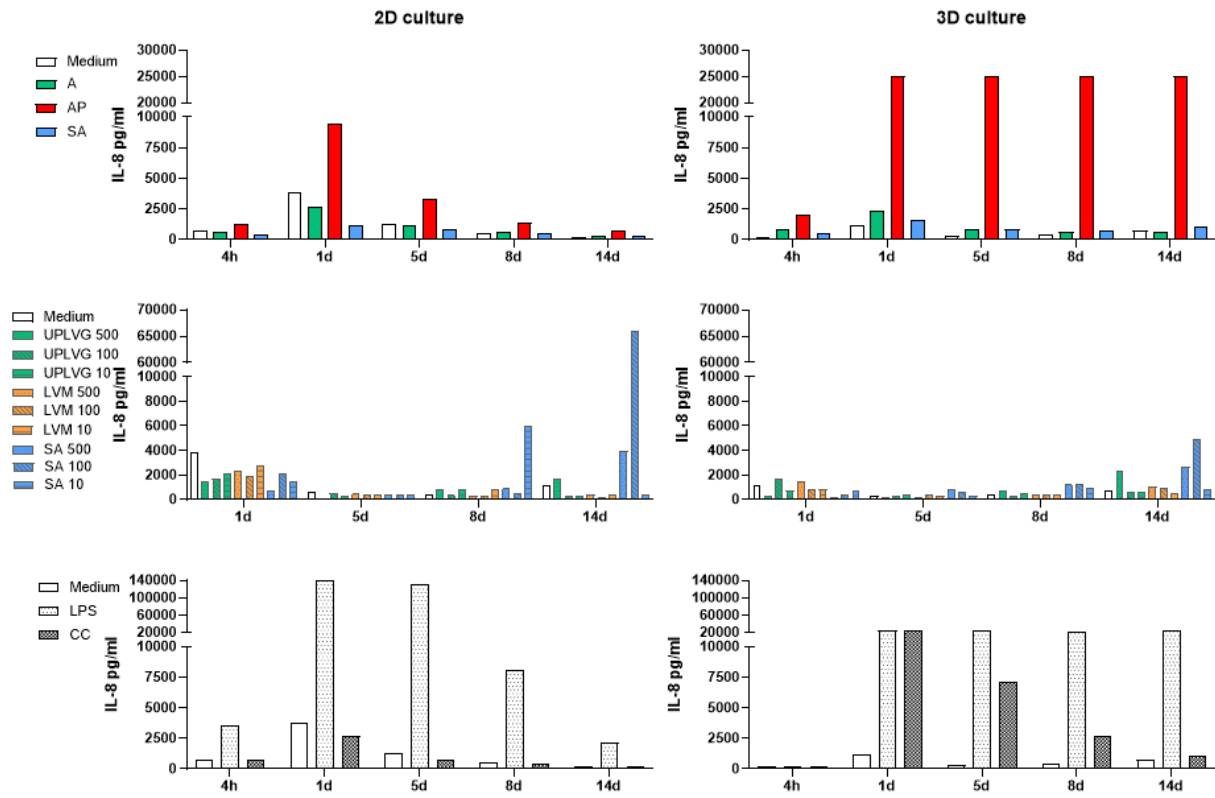 2D culture
3D culture
Medium
A
AP
SA
IL-8 pg/ml
30000
25000
20000
10000
7500
5000
2500
0
4h 1d 5d 8d 14d
IL-8 pg/ml
30000
25000
20000
10000
7500
5000
2500
0
4h 1d 5d 8d 14d
Medium
UPLVG 500
UPLVG 100
UPLVG 10
LVM 500
LVM 100
LVM 10
SA 500
SA 100
SA 10
IL-8 pg/ml
70000
65000
60000
10000
8000
6000
4000
2000
0
1d 5d 8d 14d
IL-8 pg/ml
70000
65000
60000
10000
8000
6000
4000
2000
0
1d 5d 8d 14d
Medium
LPS
CC
IL-8 pg/ml
140000
100000
60000
20000
10000
7500
5000
2500
0
4h 1d 5d 8d 14d
IL-8 pg/ml
140000
100000
60000
20000
10000
7500
5000
2500
0
4h 1d 5d 8d 14d